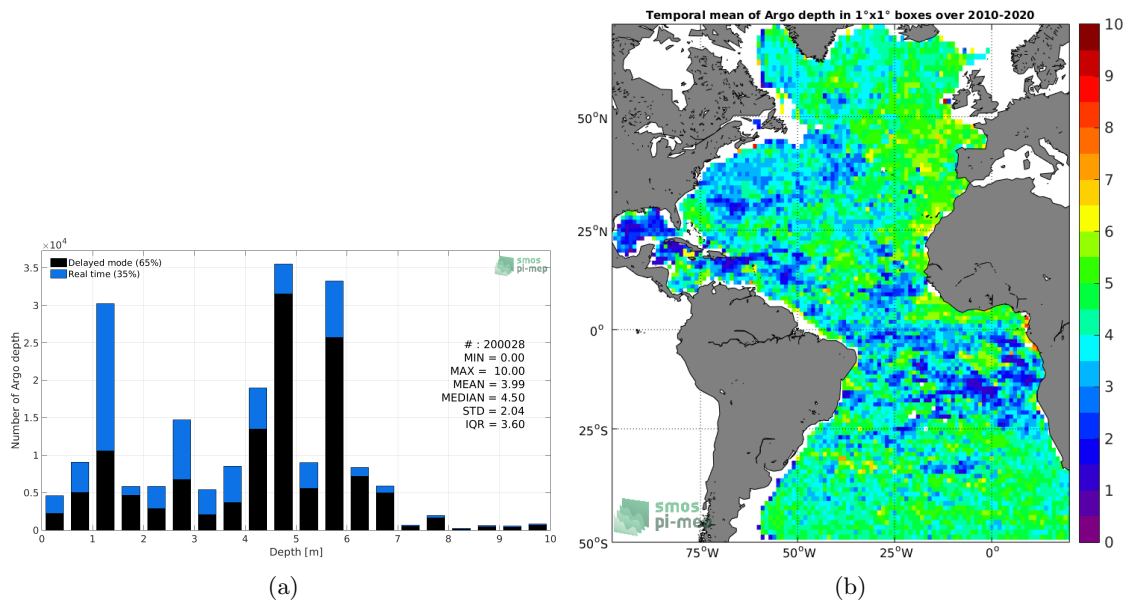 ×10⁴
Delayed mode (65%)
Real time (35%)
smos
pi-mep
3.5
3
2.5
2
1.5
1
0.5
0
Number of Argo depth
# : 200028
MIN = 0.00
MAX = 10.00
MEAN = 3.99
MEDIAN = 4.50
STD = 2.04
IQR = 3.60
0 1 2 3 4 5 6 7 8 9 10
Depth [m]
(a)
Temporal mean of Argo depth in 1°x1° boxes over 2010-2020
50°N
25°N
0°
25°S
50°S
75°W 50°W 25°W 0°
smos
pi-mep
10
9
8
7
6
5
4
3
2
1
0
(b)